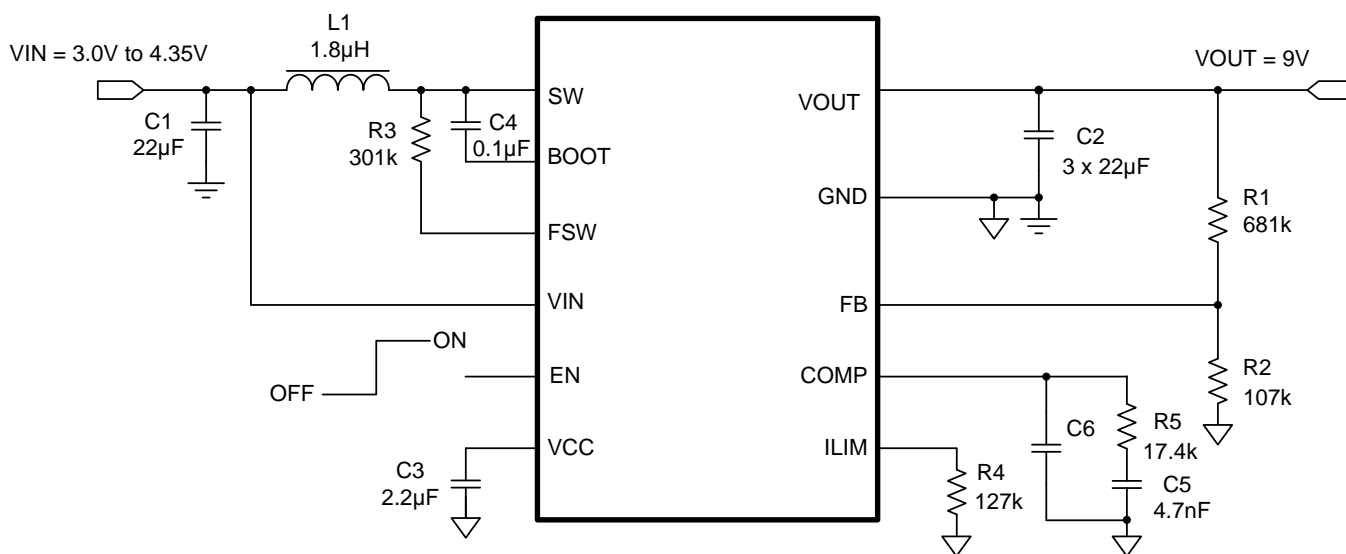 VIN = 3.0V to 4.35V
L1
1.8µH
C1
22µF
R3
301k
C4
0.1µF
SW
BOOT
FSW
VIN
EN
VCC
ON
OFF
C3
2.2µF
VOUT
GND
FB
COMP
ILIM
VOUT = 9V
C2
3 x 22µF
R1
681k
R2
107k
C6
R5
17.4k
C5
4.7nF
R4
127k